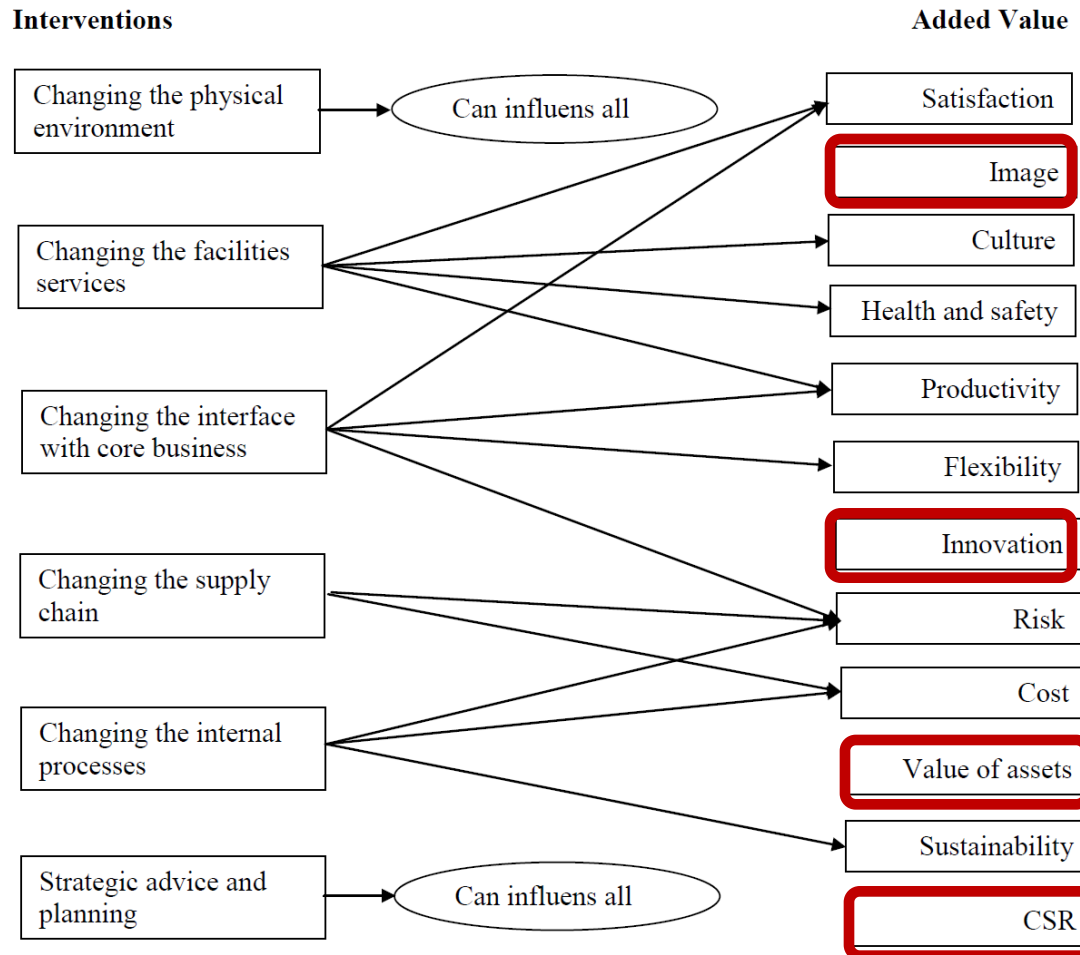 Interventions
Added Value
Changing the physical
environment
Can influens all
Satisfaction
Image
Changing the facilities
services
Culture
Health and safety
Changing the interface
with core business
Productivity
Flexibility
Innovation
Changing the supply
chain
Risk
Cost
Changing the internal
processes
Value of assets
Sustainability
Strategic advice and
planning
Can influens all
CSR